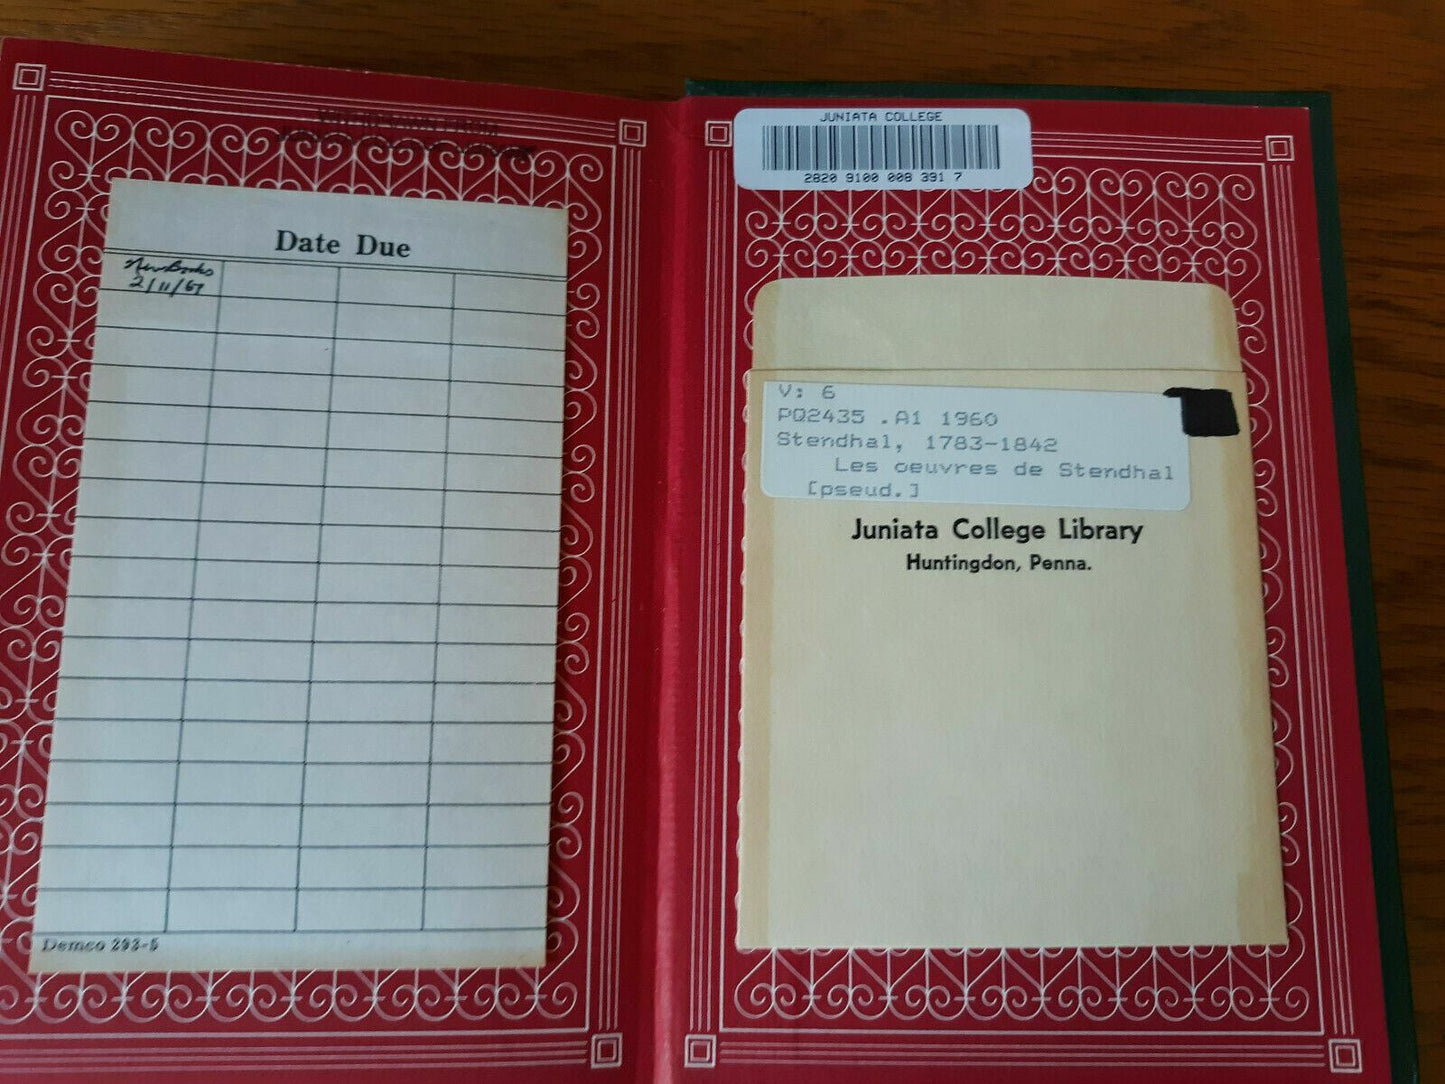 Date Due
New Books
2/11/67
Demco 293-5
JUNIATA COLLEGE
2820 9100 008 391 7
V: 6
PQ2435 .A1 1960
Stendhal, 1783-1842
Les oeuvres de Stendhal
[pseud.]
Juniata College Library
Huntingdon, Penna.